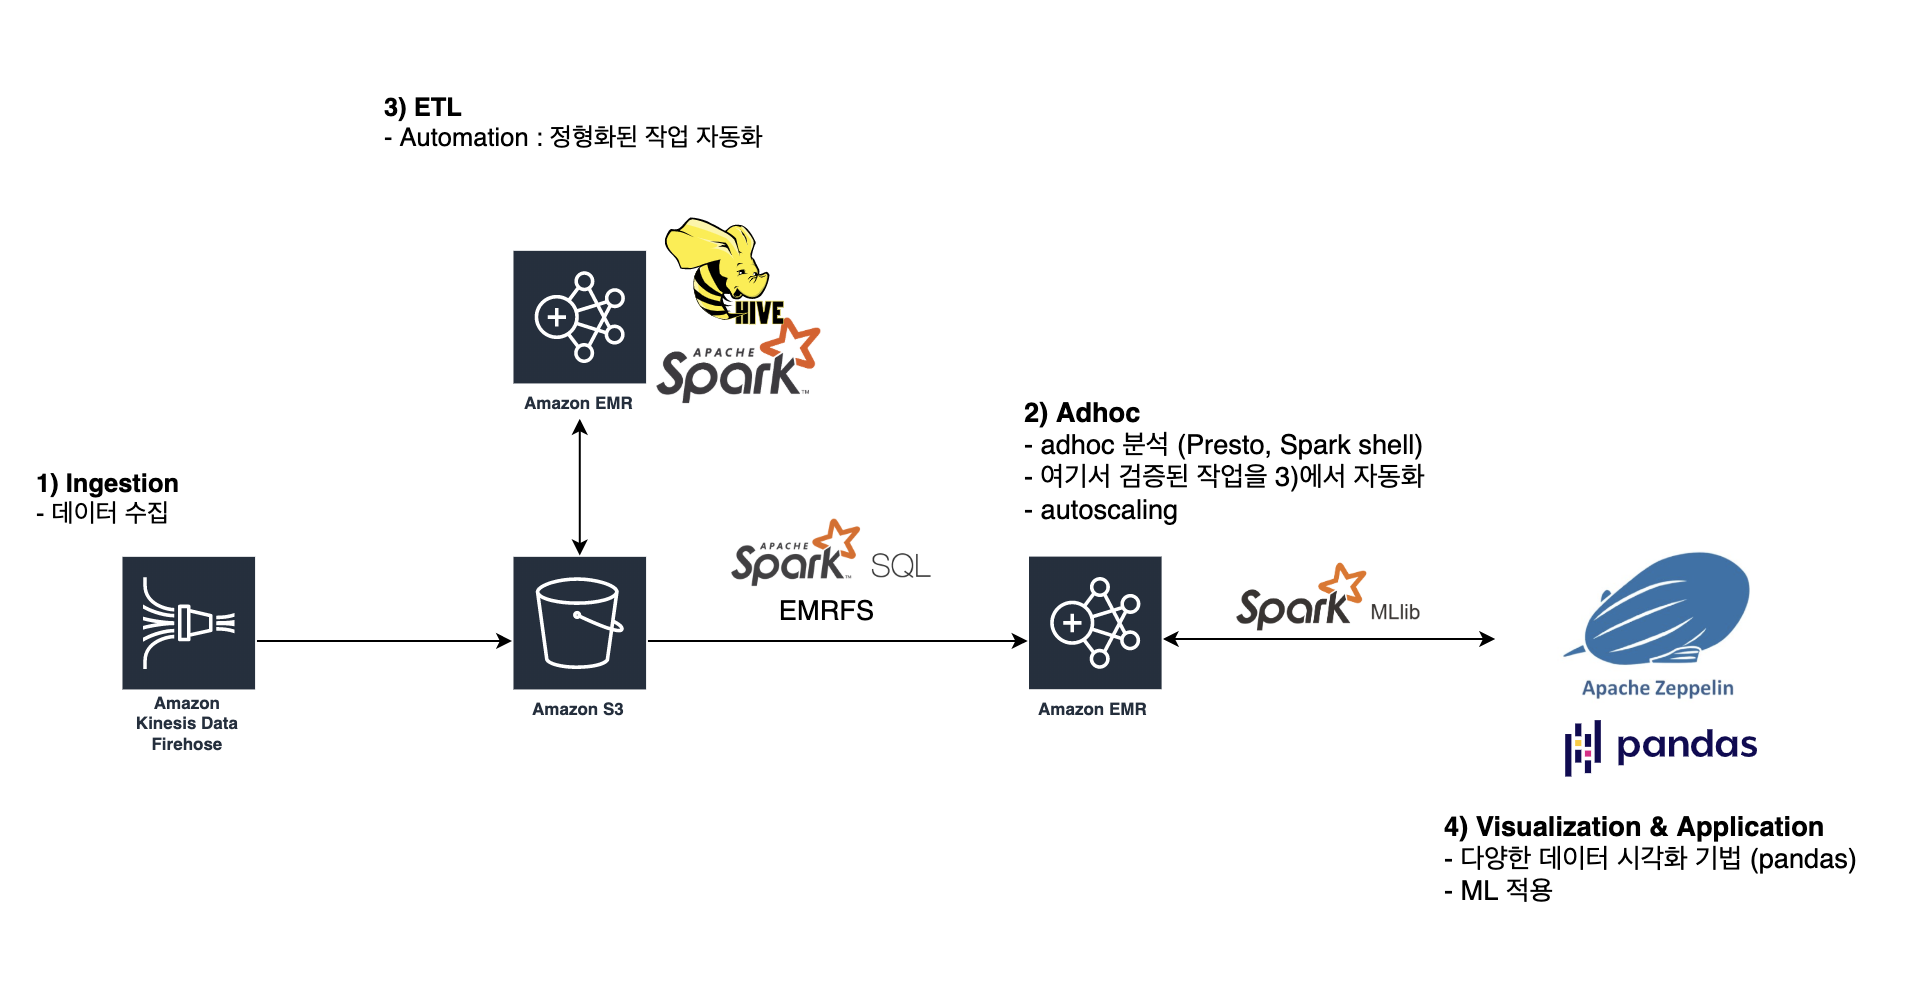 3) ETL
- Automation : 정형화된 작업 자동화
HIVE
APACHE
Spark™
Amazon EMR
1) Ingestion
- 데이터 수집
Amazon
Kinesis Data
Firehose
Amazon S3
APACHE
Spark™ SQL
EMRFS
2) Adhoc
- adhoc 분석 (Presto, Spark shell)
- 여기서 검증된 작업을 3)에서 자동화
- autoscaling
Amazon EMR
Spark MLlib
Apache Zeppelin
pandas
4) Visualization & Application
- 다양한 데이터 시각화 기법 (pandas)
- ML 적용